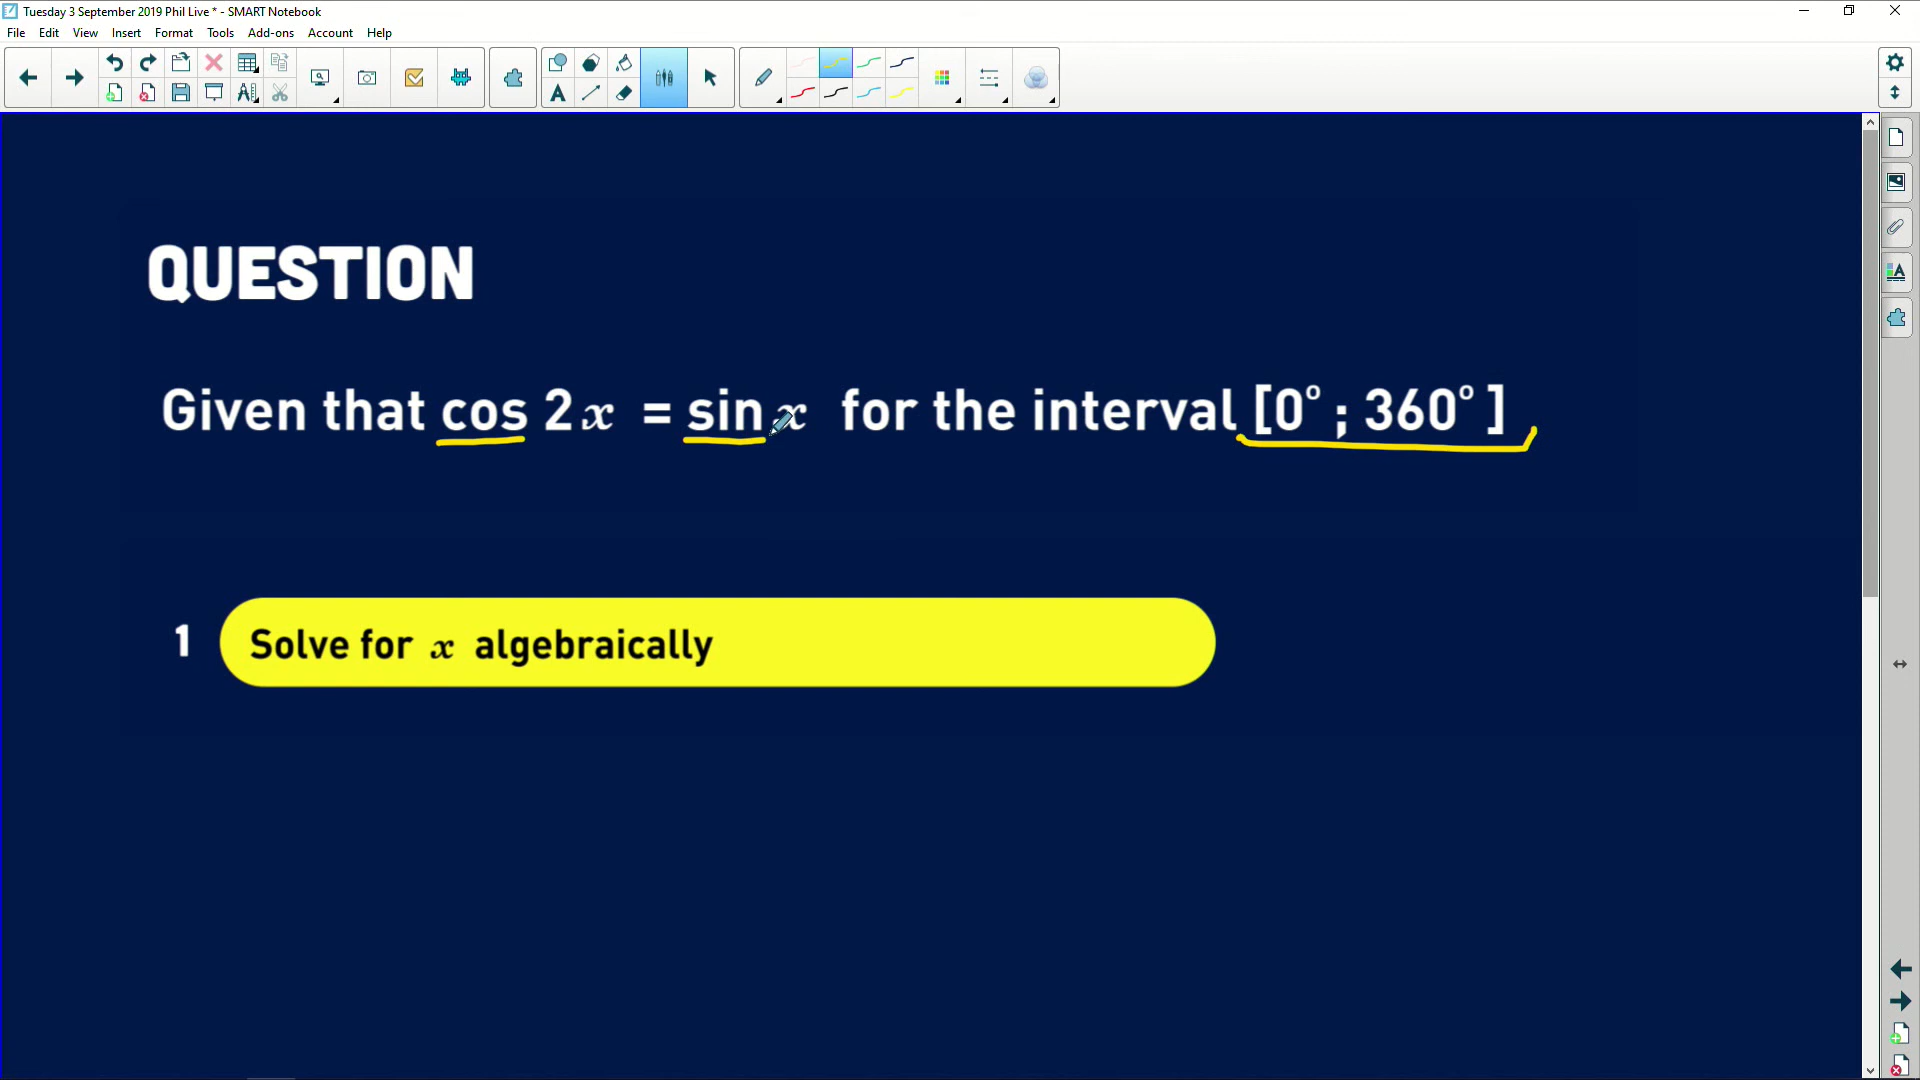 Tuesday 3 September 2019 Phil Live * - SMART Notebook
File Edit View Insert Format Tools Add-ons Account Help
QUESTION
Given that cos 2x = sin x for the interval [0° ; 360° ]
1 Solve for x algebraically